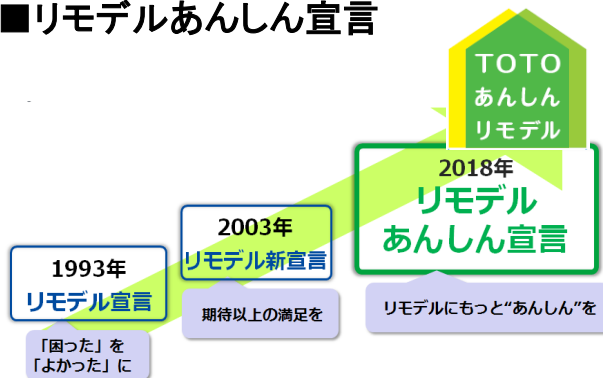 ■リモデルあんしん宣言
TOTO
あんしん
リモデル
2018年
リモデル
あんしん宣言
リモデルにもっと“あんしん”を
2003年
リモデル新宣言
期待以上の満足を
1993年
リモデル宣言
「困った」を
「よかった」に